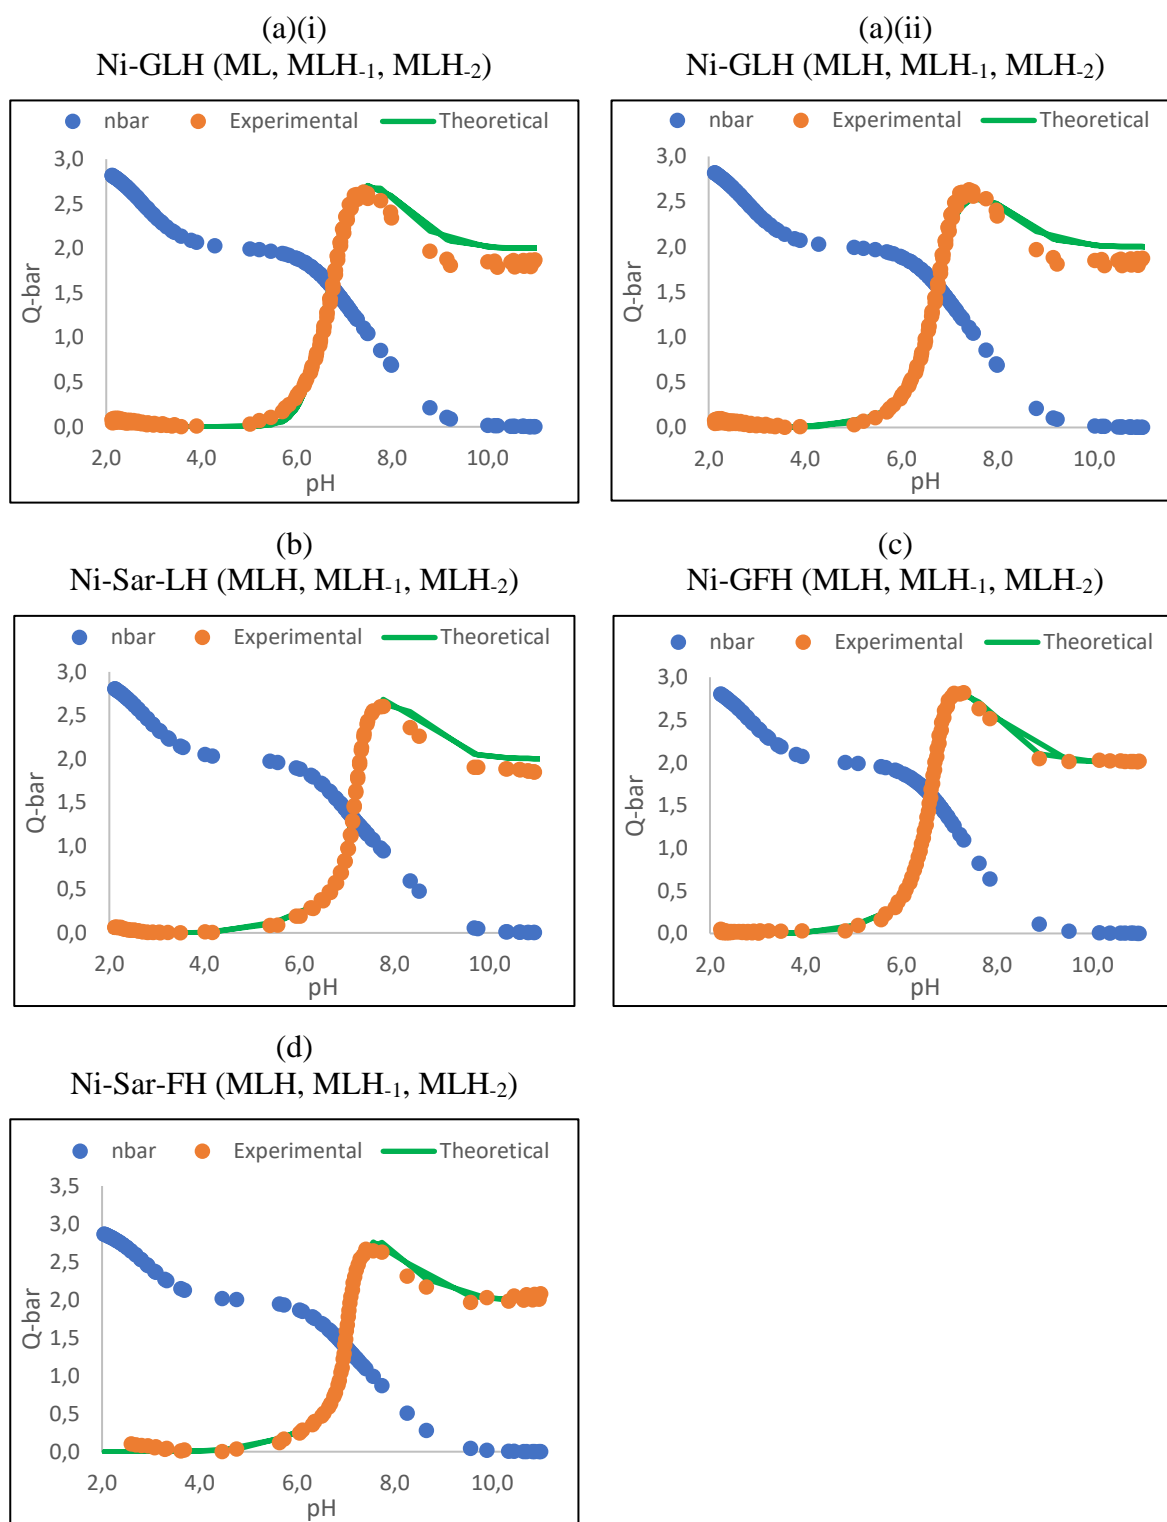 (a)(i)
Ni-GLH (ML, MLH-1, MLH-2)
nbar Experimental Theoretical
3,0
2,5
2,0
1,5
1,0
0,5
0,0
Q-bar
2,0 4,0 6,0 8,0 10,0
pH
(a)(ii)
Ni-GLH (MLH, MLH-1, MLH-2)
nbar Experimental Theoretical
3,0
2,5
2,0
1,5
1,0
0,5
0,0
Q-bar
2,0 4,0 6,0 8,0 10,0
pH
(b)
Ni-Sar-LH (MLH, MLH-1, MLH-2)
nbar Experimental Theoretical
3,0
2,5
2,0
1,5
1,0
0,5
0,0
Q-bar
2,0 4,0 6,0 8,0 10,0
pH
(c)
Ni-GFH (MLH, MLH-1, MLH-2)
nbar Experimental Theoretical
3,0
2,5
2,0
1,5
1,0
0,5
0,0
Q-bar
2,0 4,0 6,0 8,0 10,0
pH
(d)
Ni-Sar-FH (MLH, MLH-1, MLH-2)
nbar Experimental Theoretical
3,5
3,0
2,5
2,0
1,5
1,0
0,5
0,0
Q-bar
2,0 4,0 6,0 8,0 10,0
pH